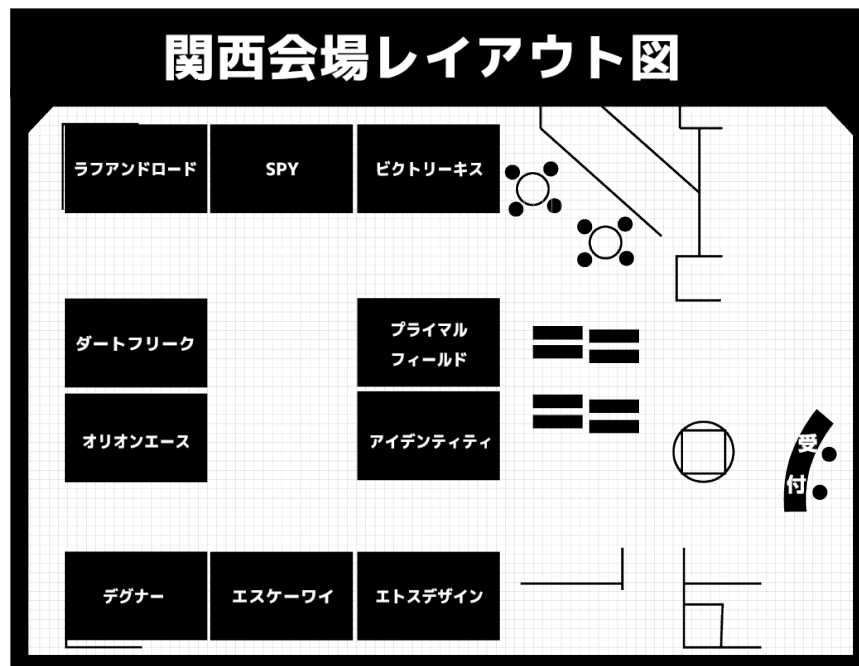 関西会場レイアウト図
ラフアンドロード
SPY
ビクトリーキス
ダートフリーク
プライマル
フィールド
オリオンエース
アイデンティティ
受
付
デグナー
エスケーワイ
エトスデザイン